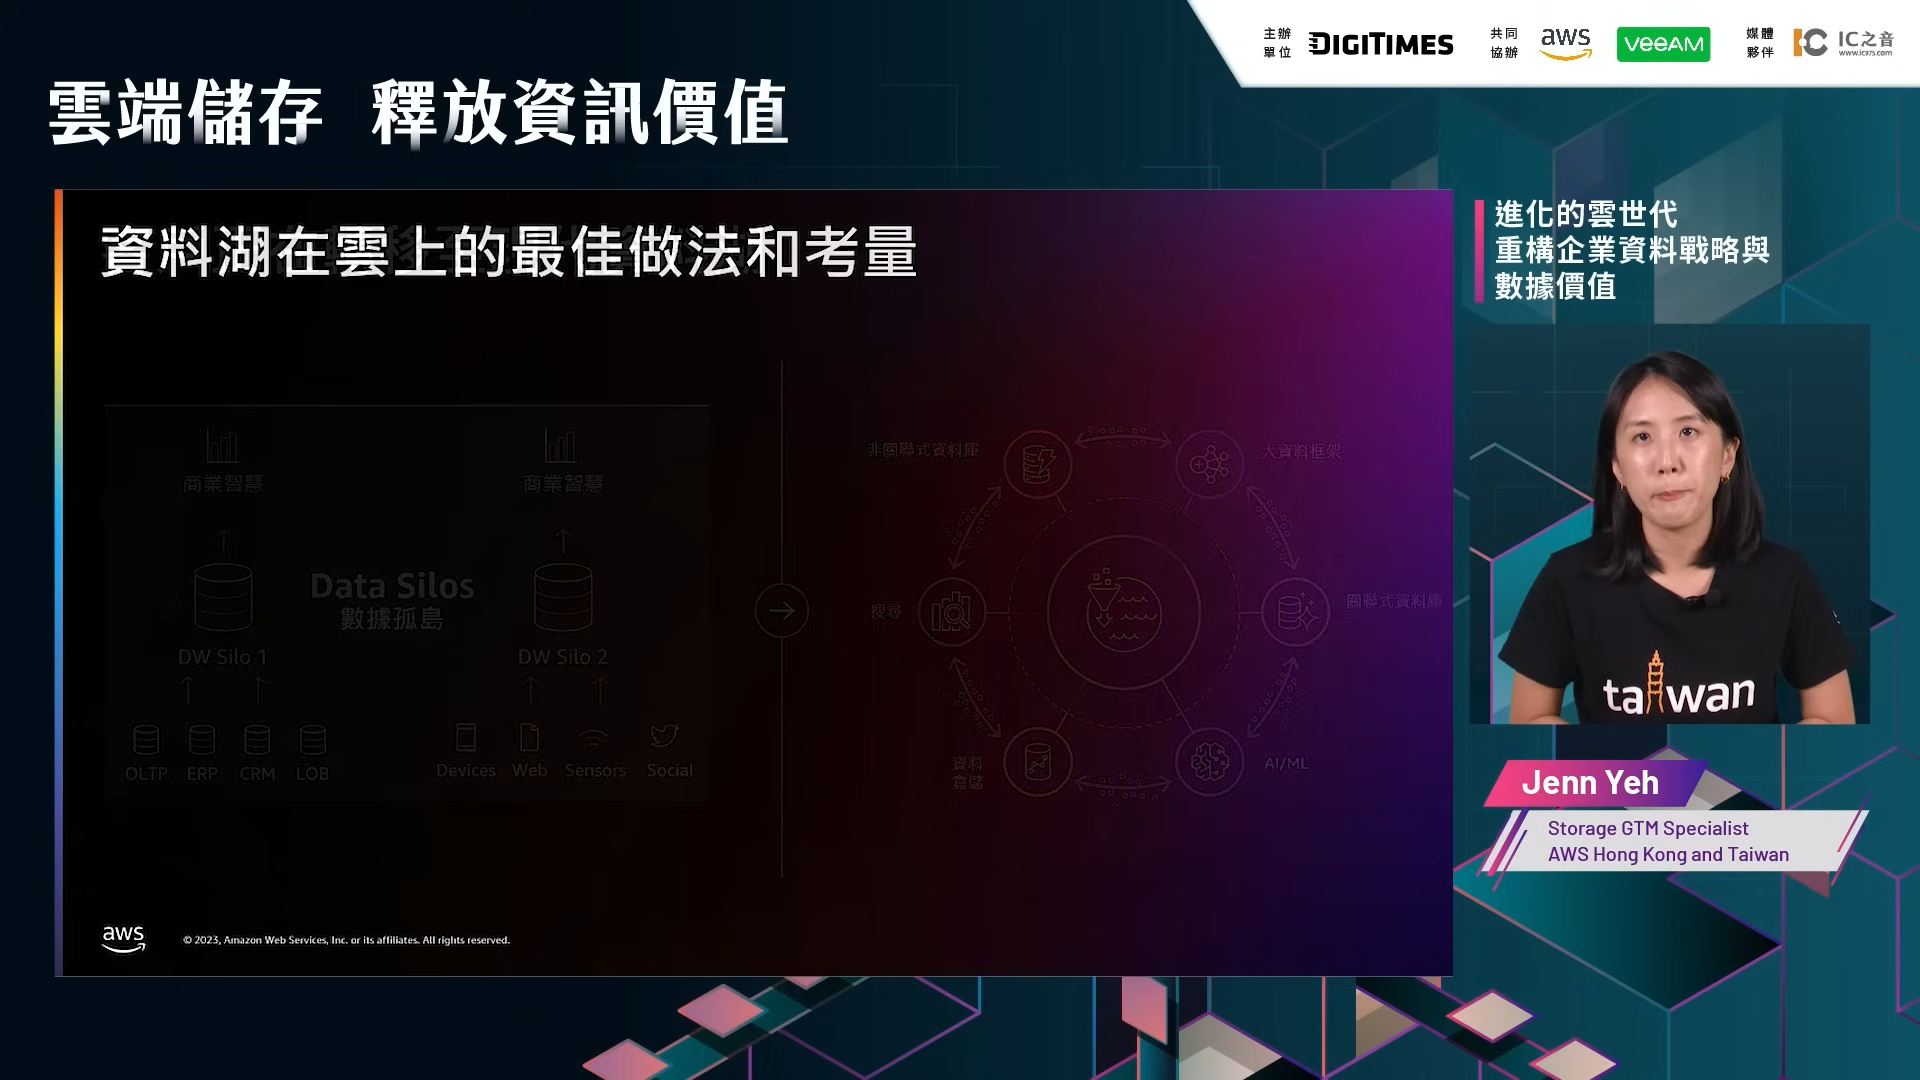 主辦
單位
DIGITIMES
共同
協辦
aws
veeAM
媒體
夥伴
IC之音
www.ic975.com
雲端儲存 釋放資訊價值
資料湖在雲上的最佳做法和考量
商業智慧
商業智慧
Data Silos
數據孤島
DW Silo 1
DW Silo 2
OLTP
ERP
CRM
LOB
Devices
Web
Sensors
Social
非關聯式資料庫
大資料框架
搜尋
關聯式資料庫
資料
倉儲
AI/ML
aws
© 2023, Amazon Web Services, Inc. or its affiliates. All rights reserved.
進化的雲世代
重構企業資料戰略與
數據價值
taiwan
Jenn Yeh
Storage GTM Specialist
AWS Hong Kong and Taiwan